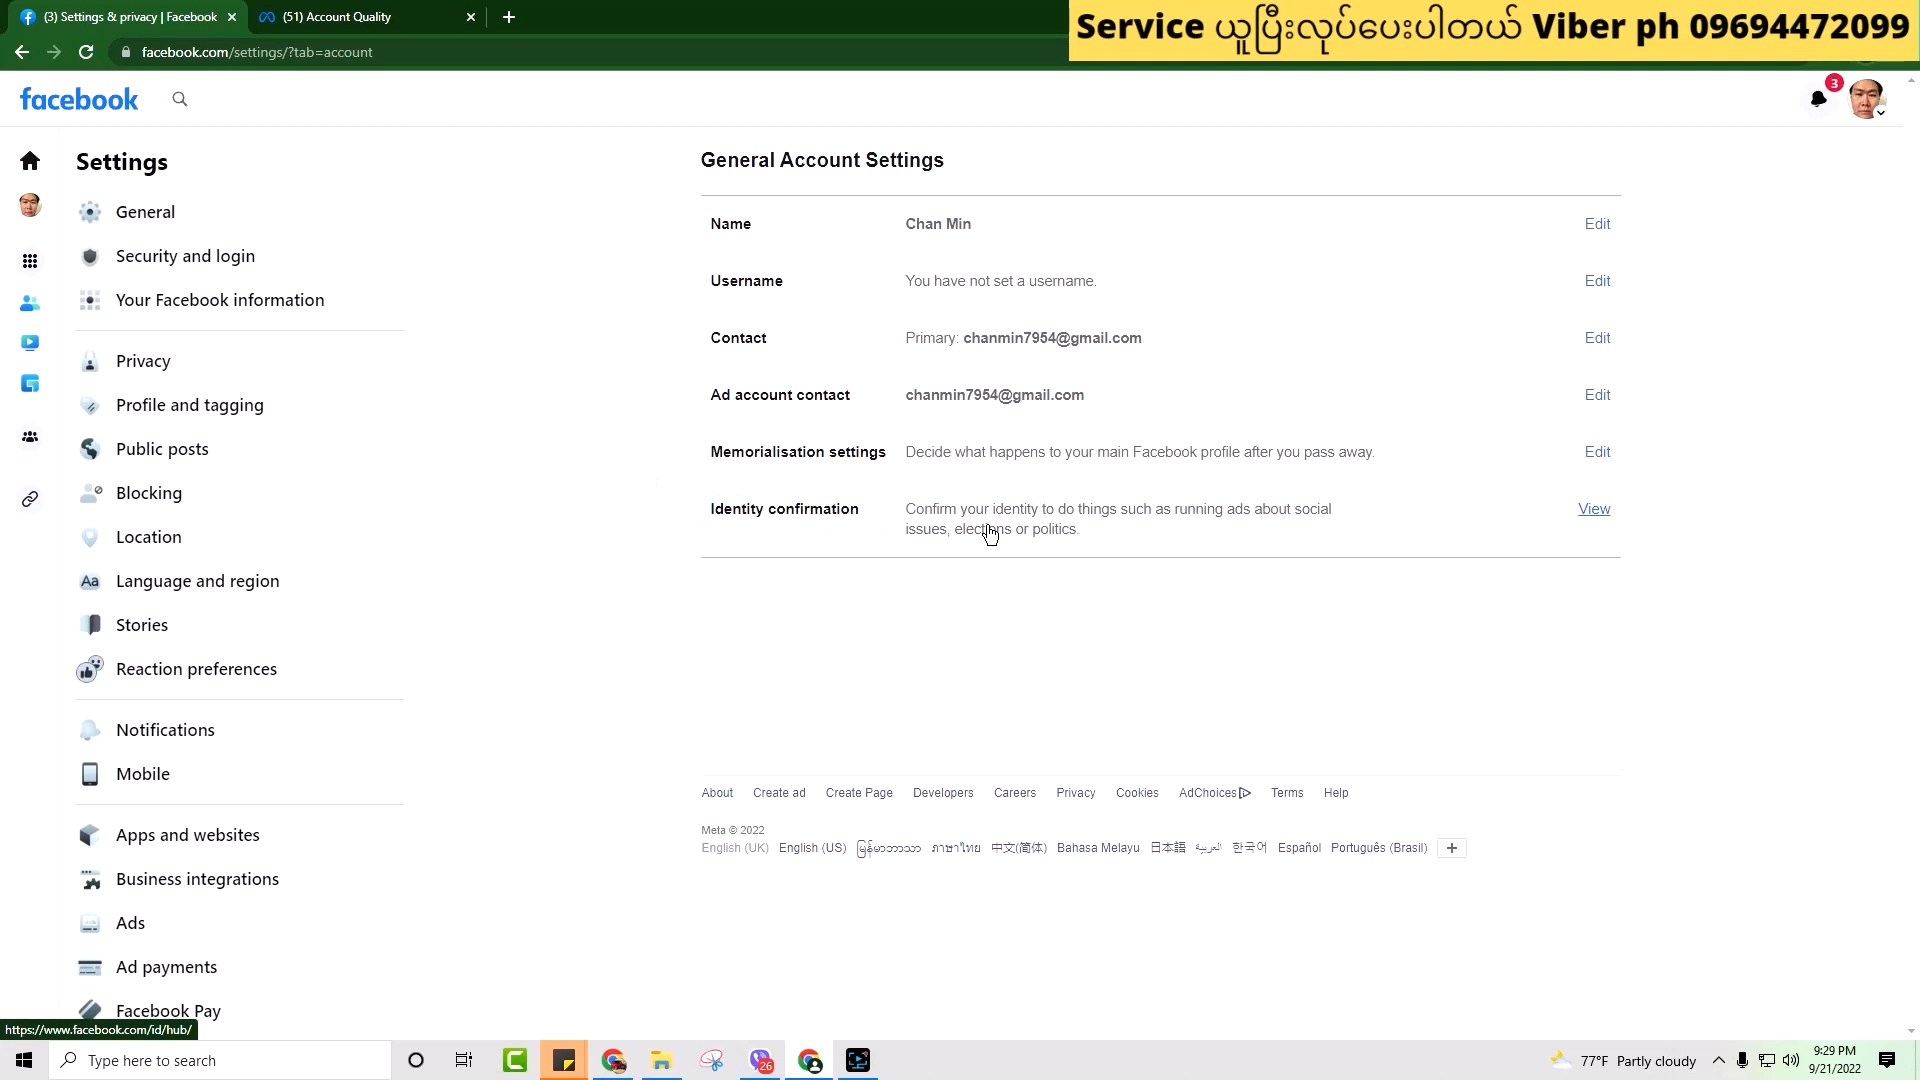 (3) Settings & privacy | Facebook
(51) Account Quality
Service ယူပြီးလုပ်ပေးပါတယ် Viber ph 09694472099
facebook.com/settings/?tab=account
facebook
3
Settings
General
Security and login
Your Facebook information
Privacy
Profile and tagging
Public posts
Blocking
Location
Aa Language and region
Stories
Reaction preferences
Notifications
Mobile
Apps and websites
Business integrations
Ads
Ad payments
Facebook Pay
General Account Settings
Name Chan Min Edit
Username You have not set a username. Edit
Contact Primary: chanmin7954@gmail.com Edit
Ad account contact chanmin7954@gmail.com Edit
Memorialisation settings Decide what happens to your main Facebook profile after you pass away. Edit
Identity confirmation Confirm your identity to do things such as running ads about social View
issues, elections or politics.
About Create ad Create Page Developers Careers Privacy Cookies AdChoices Terms Help
Meta © 2022
English (UK) English (US) မြန်မာဘာသာ ภาษาไทย 中文(简体) Bahasa Melayu 日本語 العربية 한국어 Español Português (Brasil)
https://www.facebook.com/id/hub/
Type here to search
26
77°F Partly cloudy
9:29 PM
9/21/2022